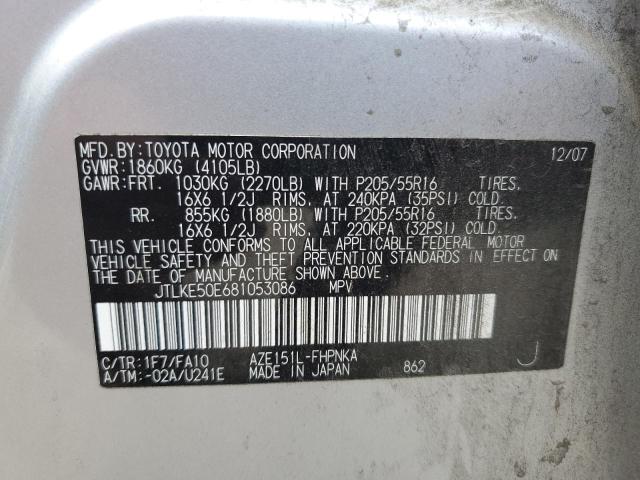 MFD.BY:TOYOTA MOTOR CORPORATION 12/07
GVWR:1860KG (4105LB)
GAWR:FRT. 1030KG (2270LB) WITH P205/55R16 TIRES.
16X6 1/2J RIMS, AT 240KPA (35PSI) COLD.
RR. 855KG (1880LB) WITH P205/55R16 TIRES.
16X6 1/2J RIMS, AT 220KPA (32PSI) COLD.
THIS VEHICLE CONFORMS TO ALL APPLICABLE FEDERAL MOTOR
VEHICLE SAFETY AND THEFT PREVENTION STANDARDS IN EFFECT ON
THE DATE OF MANUFACTURE SHOWN ABOVE.
JTLKE50E681053086 MPV
C/TR:1F7/FA10 AZE151L-FHPNKA
A/TM:-02A/U241E MADE IN JAPAN 862 J